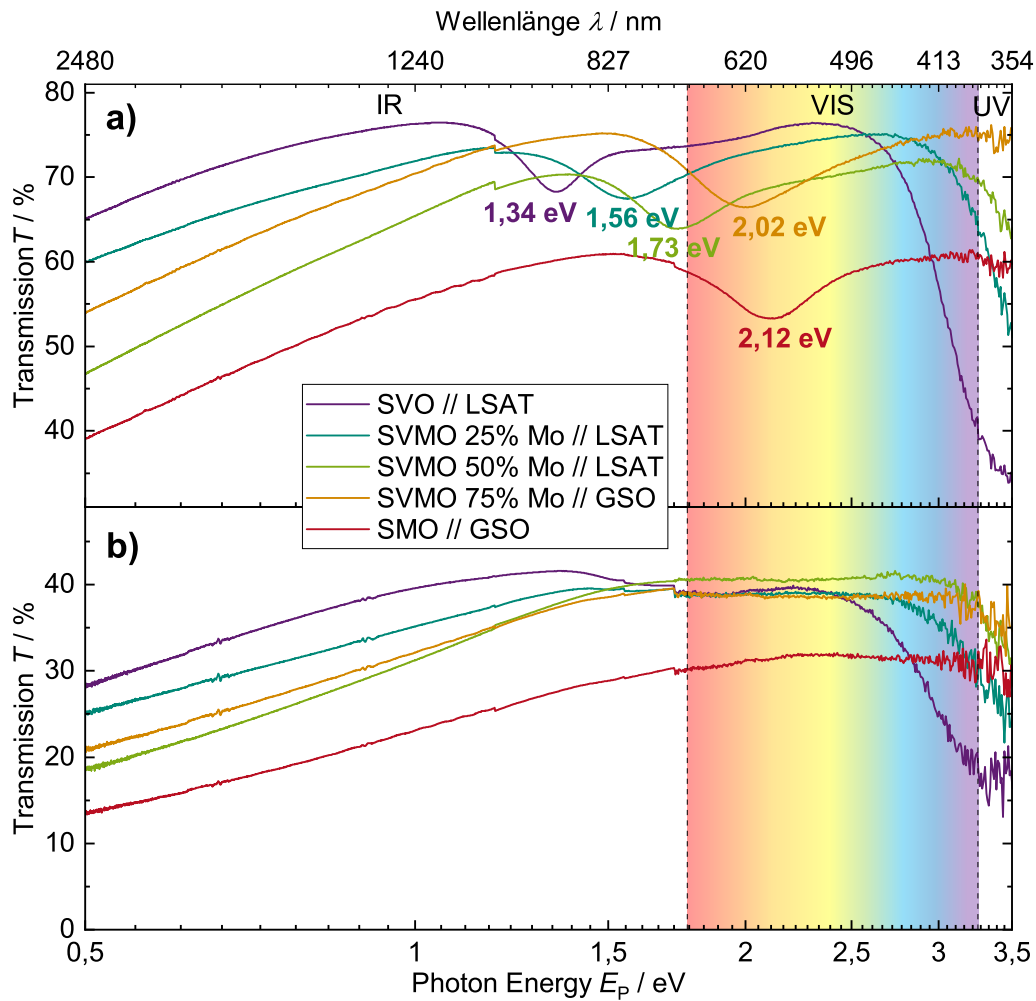 Wellenlänge λ / nm
2480 1240 827 620 496 413 354
80
70
60
50
40
Transmission T / %
a)
IR
VIS
UV
1,34 eV
1,56 eV
1,73 eV
2,02 eV
2,12 eV
SVO // LSAT
SVMO 25% Mo // LSAT
SVMO 50% Mo // LSAT
SVMO 75% Mo // GSO
SMO // GSO
b)
40
30
20
10
0
Transmission T / %
0,5 1 1,5 2 2,5 3 3,5
Photon Energy EP / eV